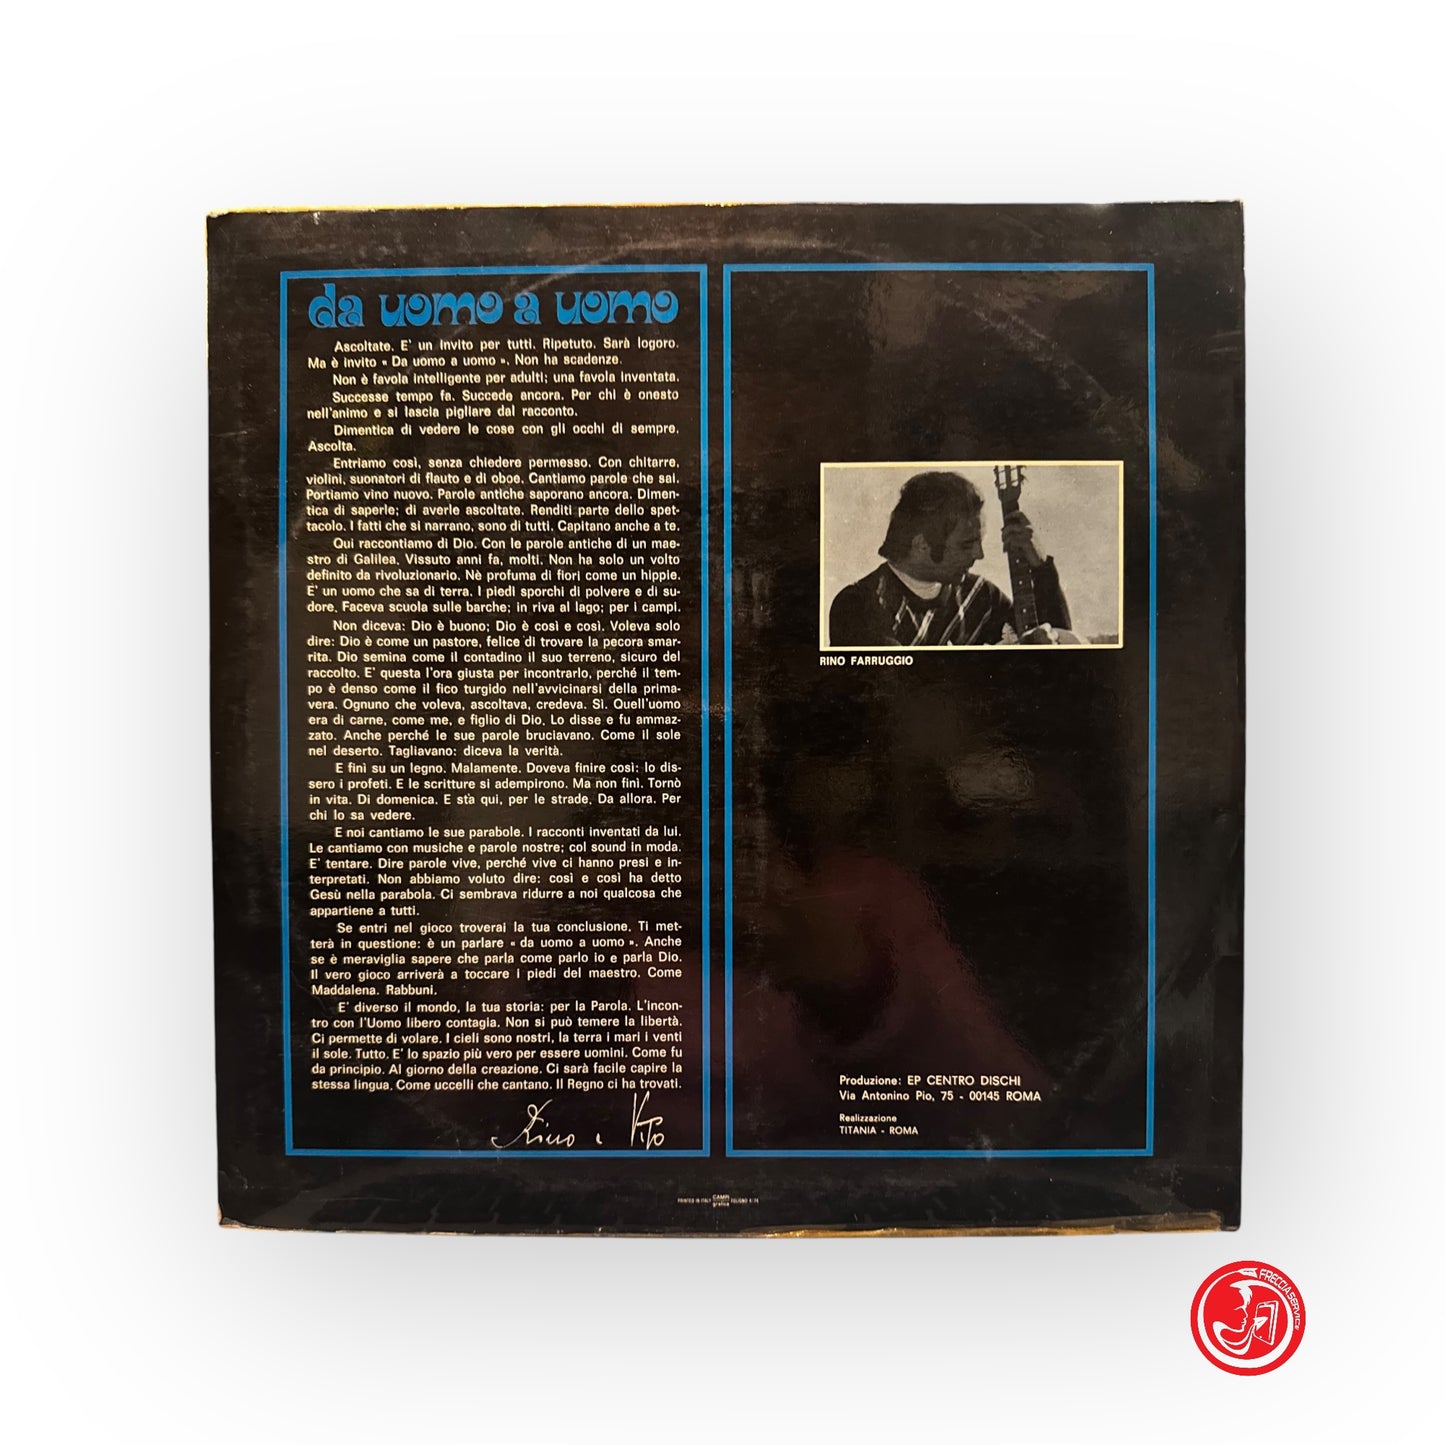 da uomo a uomo
Ascoltate. E' un invito per tutti. Ripetuto. Sarà logoro.
Ma è invito « Da uomo a uomo ». Non ha scadenze.
Non è favola intelligente per adulti; una favola inventata.
Successe tempo fa. Succede ancora. Per chi è onesto
nell'animo e si lascia pigliare dal racconto.
Dimentica di vedere le cose con gli occhi di sempre.
Ascolta.
Entriamo così, senza chiedere permesso. Con chitarre,
violini, suonatori di flauto e di oboe. Cantiamo parole che sai.
Portiamo vino nuovo. Parole antiche saporano ancora. Dimen-
tica di saperle; di averle ascoltate. Renditi parte dello spet-
tacolo. I fatti che si narrano, sono di tutti. Capitano anche a te.
Qui raccontiamo di Dio. Con le parole antiche di un mae-
stro di Galilea. Vissuto anni fa, molti. Non ha solo un volto
definito da rivoluzionario. Nè profuma di fiori come un hippie.
E' un uomo che sa di terra. I piedi sporchi di polvere e di su-
dore. Faceva scuola sulle barche; in riva al lago; per i campi.
Non diceva: Dio è buono; Dio è così e così. Voleva solo
dire: Dio è come un pastore, felice di trovare la pecora smar-
rita. Dio semina come il contadino il suo terreno, sicuro del
raccolto. E' questa l'ora giusta per incontrarlo, perché il tem-
po è denso come il fico turgido nell'avvicinarsi della prima-
vera. Ognuno che voleva, ascoltava, credeva. Sì. Quell'uomo
era di carne, come me, e figlio di Dio. Lo disse e fu ammaz-
zato. Anche perché le sue parole bruciavano. Come il sole
nel deserto. Tagliavano: diceva la verità.
E finì su un legno. Malamente. Doveva finire così: lo dis-
sero i profeti. E le scritture si adempirono. Ma non finì. Tornò
in vita. Di domenica. E sta qui, per le strade. Da allora. Per
chi lo sa vedere.
E noi cantiamo le sue parabole. I racconti inventati da lui.
Le cantiamo con musiche e parole nostre; col sound in moda.
E' tentare. Dire parole vive, perché vive ci hanno presi e in-
terpretati. Non abbiamo voluto dire: così e così ha detto
Gesù nella parabola. Ci sembrava ridurre a noi qualcosa che
appartiene a tutti.
Se entri nel gioco troverai la tua conclusione. Ti met-
terà in questione: è un parlare « da uomo a uomo ». Anche
se è meraviglia sapere che parla come parlo io e parla Dio.
Il vero gioco arriverà a toccare i piedi del maestro. Come
Maddalena. Rabbuni.
E' diverso il mondo, la tua storia: per la Parola. L'incon-
tro con l'Uomo libero contagia. Non si può temere la libertà.
Ci permette di volare. I cieli sono nostri, la terra i mari i venti
il sole. Tutto. E' lo spazio più vero per essere uomini. Come fu
da principio. Al giorno della creazione. Ci sarà facile capire la
stessa lingua. Come uccelli che cantano. Il Regno ci ha trovati.
Rino e Vito
RINO FARRUGGIO
Produzione: EP CENTRO DISCHI
Via Antonino Pio, 75 - 00145 ROMA
Realizzazione
TITANIA - ROMA
PRINTED IN ITALY CAMPI grafica FOLIGNO 4/74
FRECCIA SERVICE